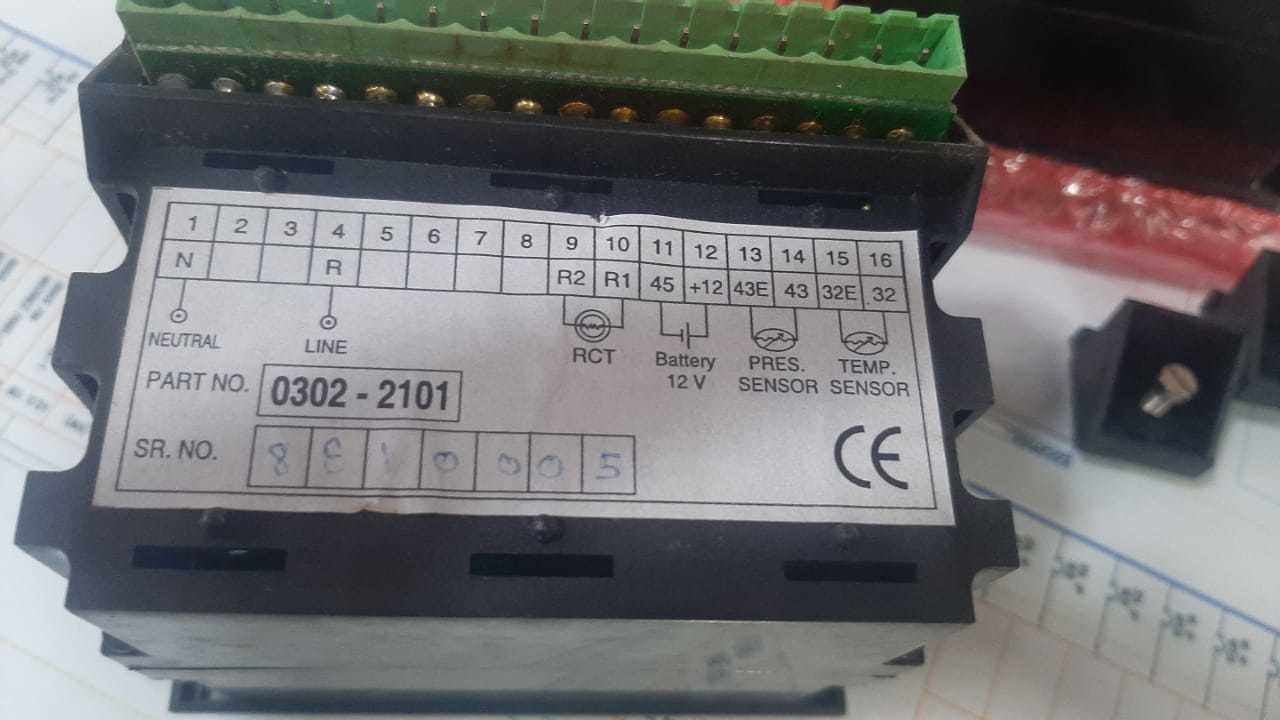 1 2 3 4 5 6 7 8 9 10 11 12 13 14 15 16
N R R2 R1 45 +12 43E 43 32E 32
NEUTRAL LINE RCT Battery 12 V PRES. SENSOR TEMP. SENSOR
PART NO. 0302 - 2101
SR. NO.
CE